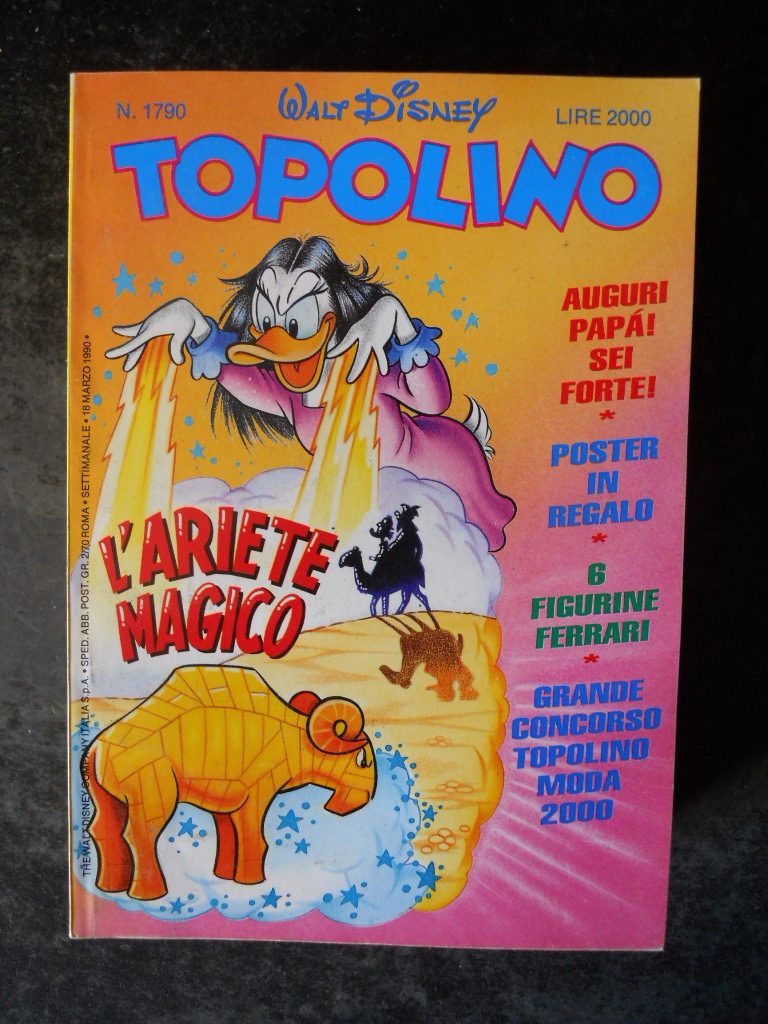 N. 1790
WALT DISNEY
LIRE 2000
TOPOLINO
AUGURI
PAPÁ!
SEI
FORTE!
*
POSTER
IN
REGALO
*
6
FIGURINE
FERRARI
*
GRANDE
CONCORSO
TOPOLINO
MODA
2000
L'ARIETE
MAGICO
THE WALT DISNEY COMPANY ITALIA S.p.A. • SPED. ABB. POST. GR. 2/70 ROMA • SETTIMANALE • 18 MARZO 1990 •